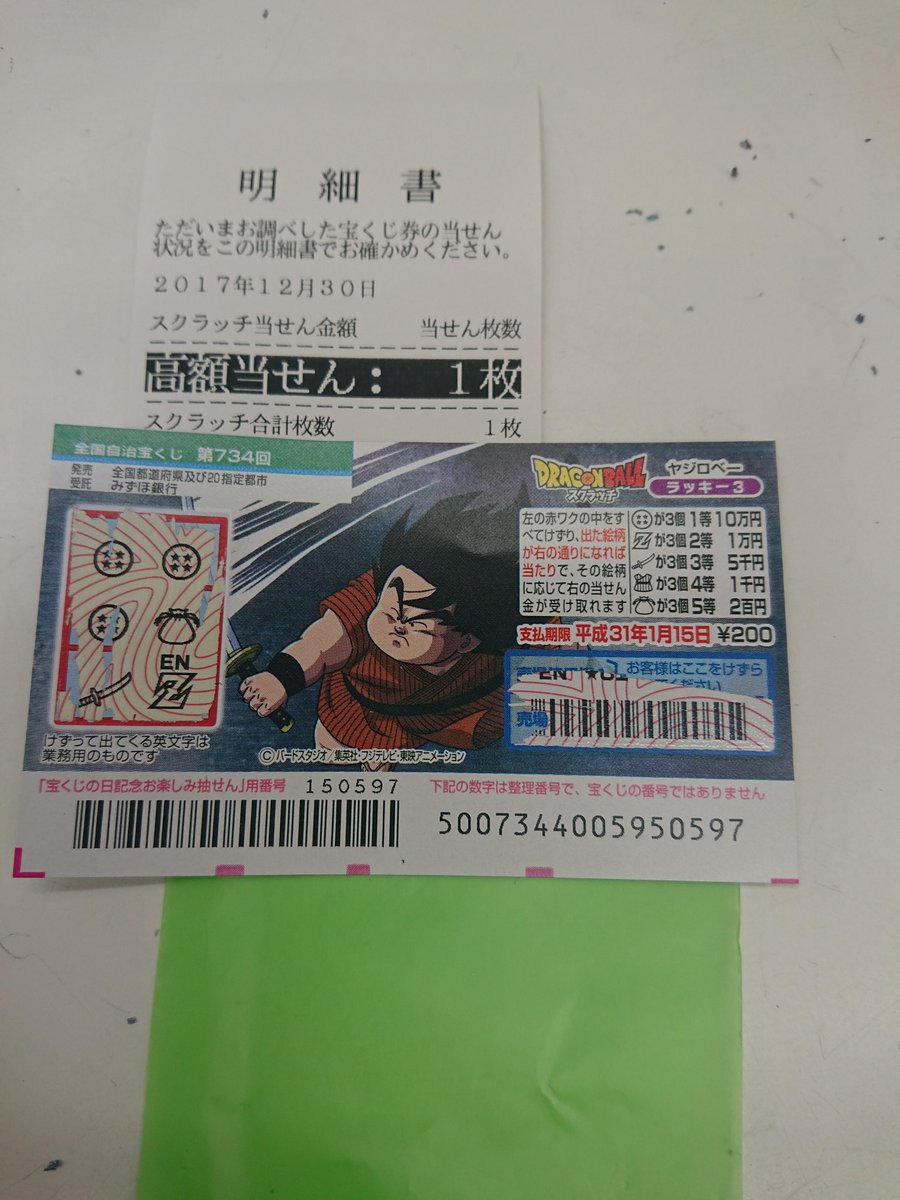 明細書
ただいまお調べした宝くじ券の当せん
状況をこの明細書でお確かめください。
2017年12月30日
スクラッチ当せん金額 当せん枚数
高額当せん： 1枚
スクラッチ合計枚数 1枚
全国自治宝くじ 第734回
発売 全国都道府県及び20指定都市
受託 みずほ銀行
DRAGONBALL
スクラッチ
ヤジロベー
ラッキー3
左の赤ワクの中をす
べてけずり、出た絵柄
が右の通りになれば
当たりで、その絵柄
に応じて右の当せん
金が受け取れます
が3個 1等 10万円
が3個 2等 1万円
が3個 3等 5千円
が3個 4等 1千円
が3個 5等 2百円
支払期限 平成31年1月15日 ¥200
EN
Z
けずって出てくる英文字は
業務用のものです
お客様はここをけずら
ください
EN
売場
©バードスタジオ／集英社・フジテレビ・東映アニメーション
「宝くじの日記念お楽しみ抽せん」用番号 150597
下記の数字は整理番号で、宝くじの番号ではありません
5007344005950597